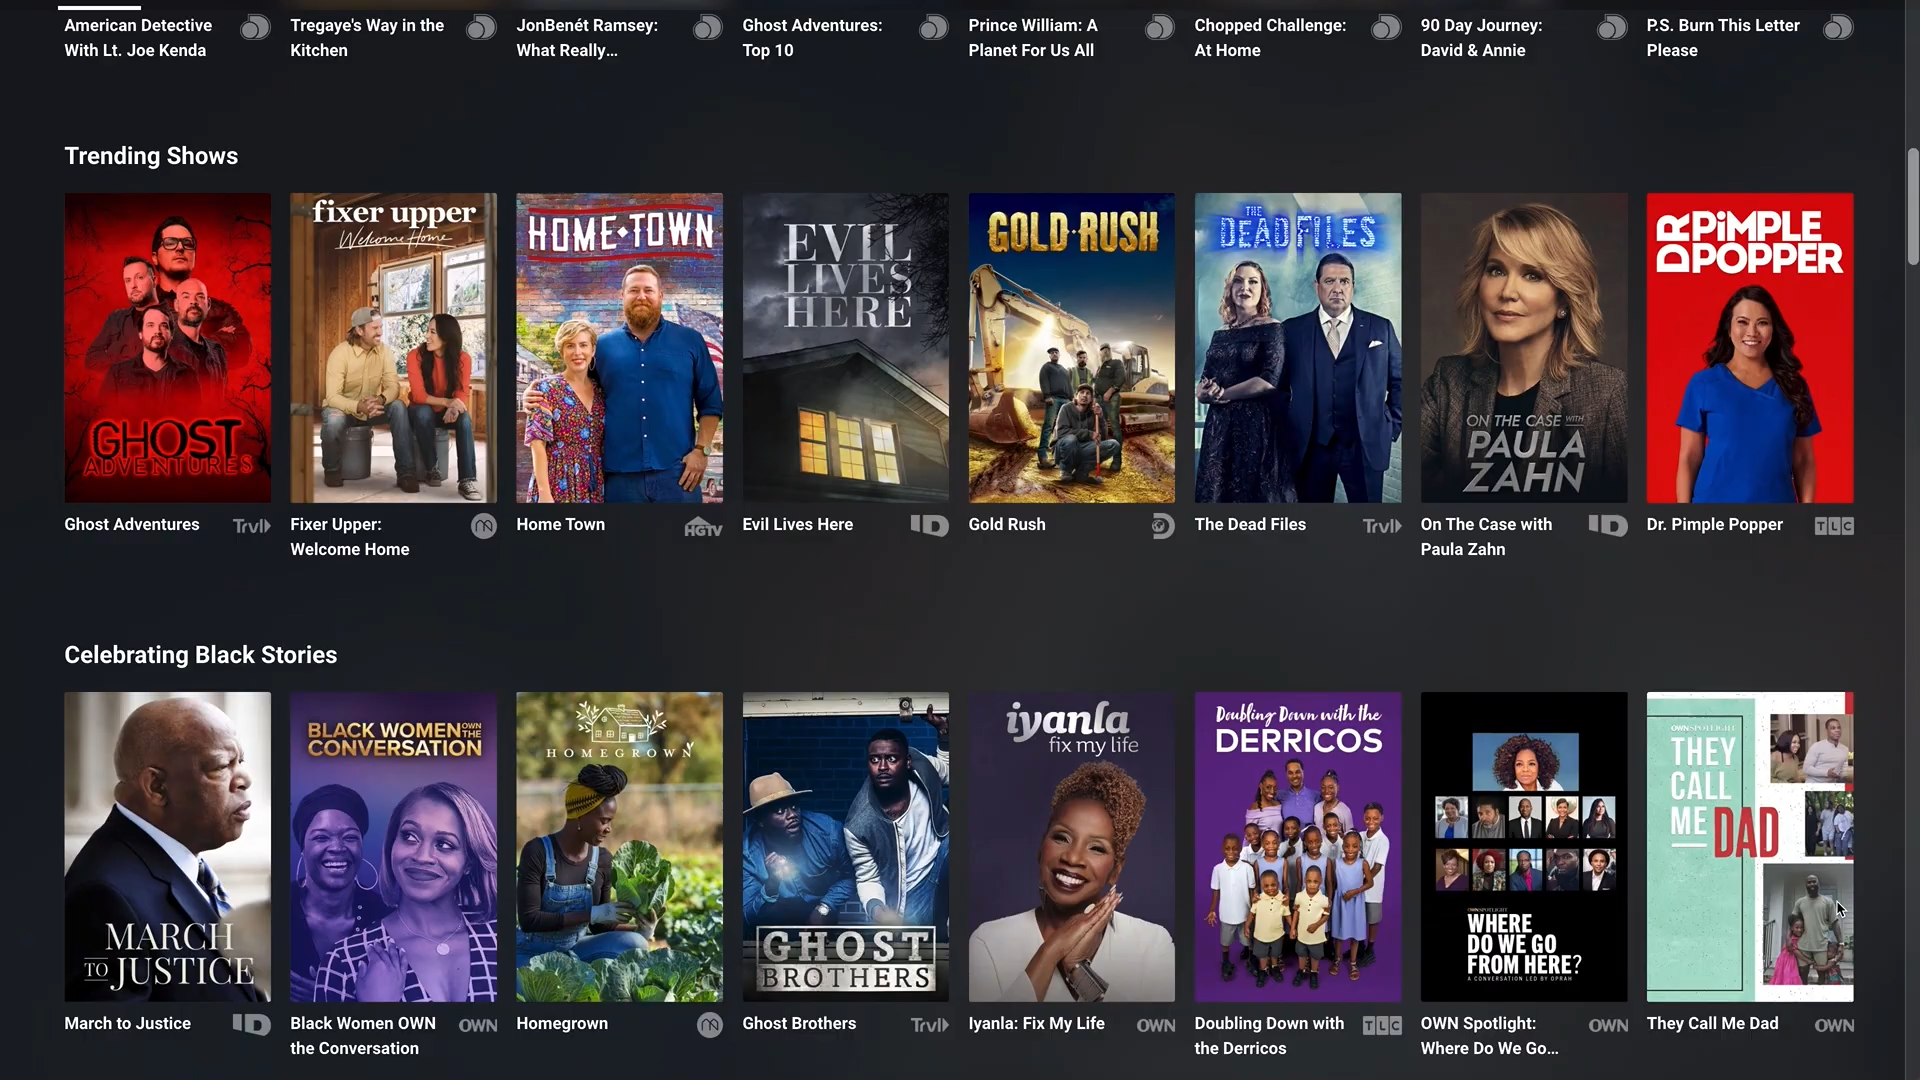 American Detective
With Lt. Joe Kenda
Tregaye's Way in the
Kitchen
JonBenét Ramsey:
What Really...
Ghost Adventures:
Top 10
Prince William: A
Planet For Us All
Chopped Challenge:
At Home
90 Day Journey:
David & Annie
P.S. Burn This Letter
Please
Trending Shows
GHOST
ADVENTURES
fixer upper
Welcome Home
HOME • TOWN
EVIL
LIVES
HERE
GOLD • RUSH
THE
DEAD FILES
ON THE CASE WITH
PAULA
ZAHN
DR PiMPLE
POPPER
Ghost Adventures
Trvl
Fixer Upper:
Welcome Home
Home Town
HGTV
Evil Lives Here
ID
Gold Rush
The Dead Files
Trvl
On The Case with
Paula Zahn
ID
Dr. Pimple Popper
TLC
Celebrating Black Stories
MARCH
TO JUSTICE
BLACK WOMEN OWN THE
CONVERSATION
HOMEGROWN
GHOST
BROTHERS
iyanla
fix my life
Doubling Down with the
DERRICOS
OWN SPOTLIGHT
WHERE
DO WE GO
FROM HERE?
A CONVERSATION LED BY OPRAH
OWN SPOTLIGHT
THEY
CALL
ME DAD
March to Justice
ID
Black Women OWN
the Conversation
OWN
Homegrown
Ghost Brothers
Trvl
Iyanla: Fix My Life
OWN
Doubling Down with
the Derricos
TLC
OWN Spotlight:
Where Do We Go...
OWN
They Call Me Dad
OWN